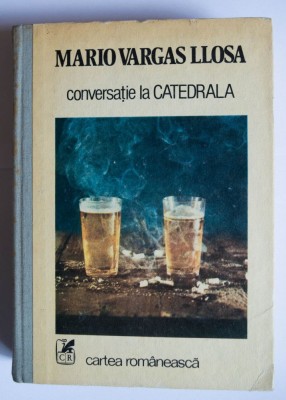 MARIO VARGAS LLOSA
conversație la CATEDRALA
CR
cartea românească